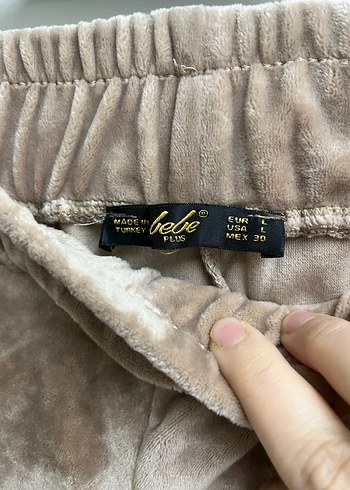 MADE IN
TURKEY
bebe®
PLUS
EUR L
USA L
MEX 30